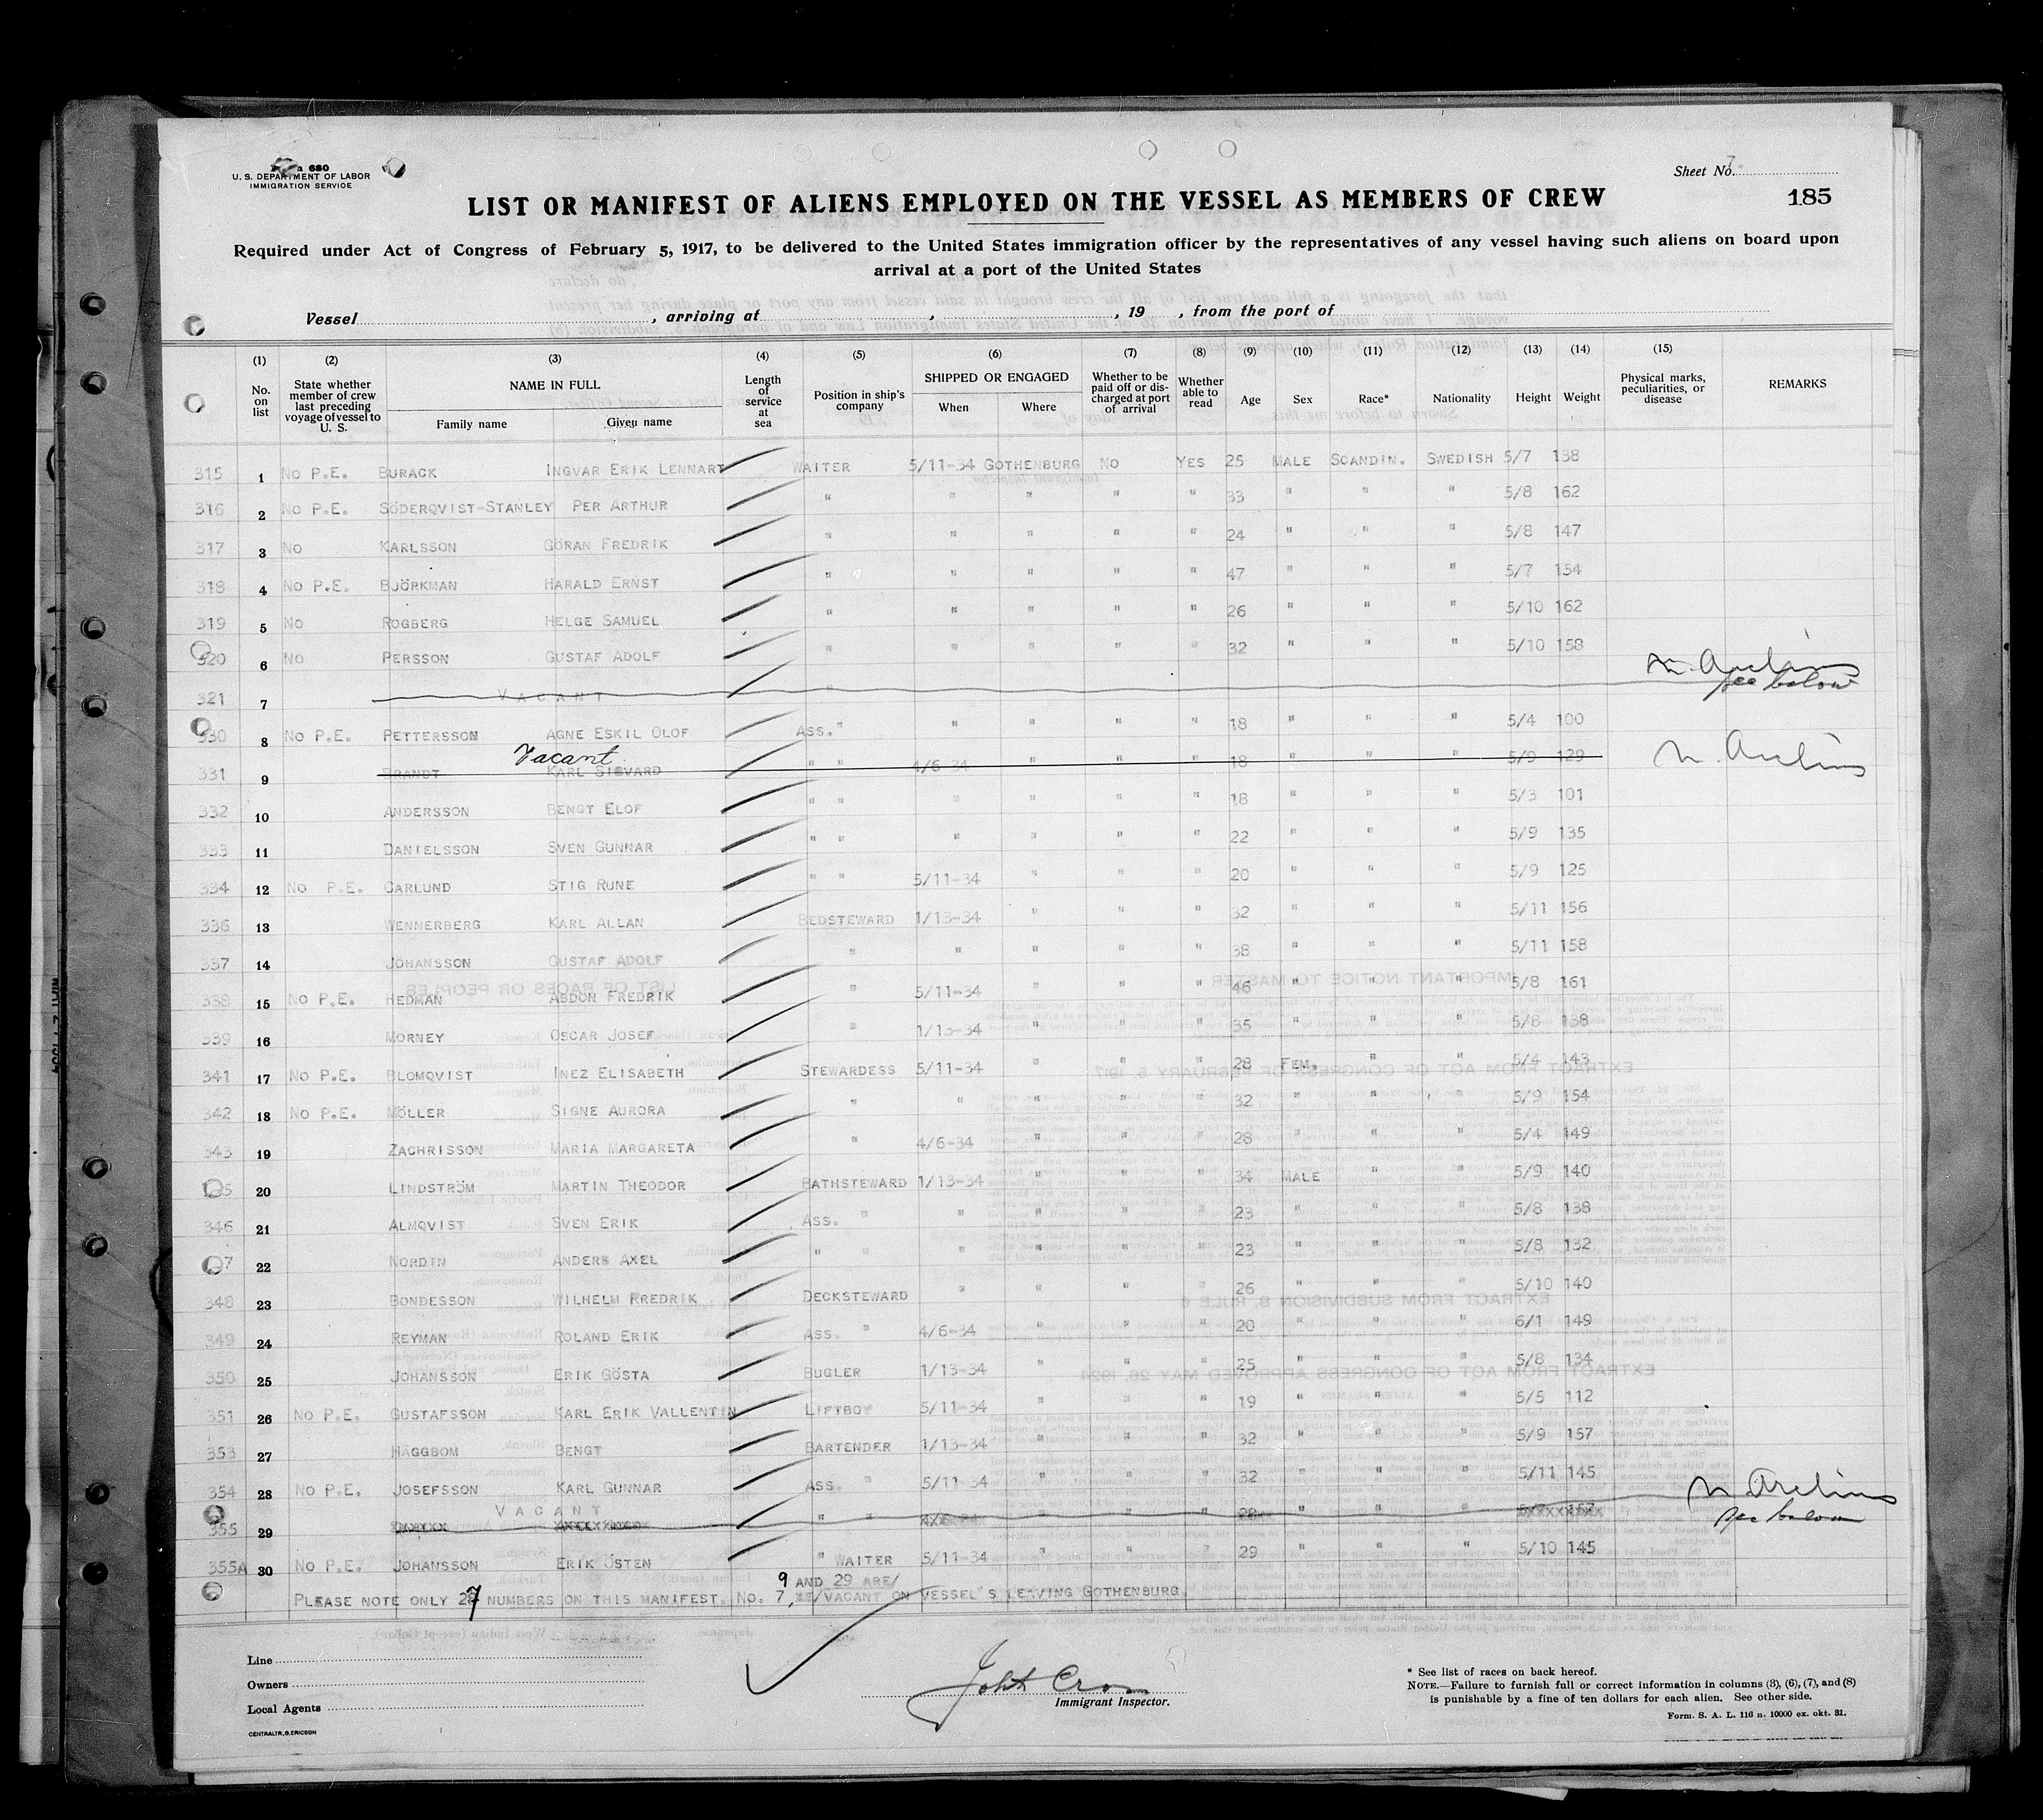 680
U. S. DEPARTMENT OF LABOR
IMMIGRATION SERVICE
Sheet No. 7
185
LIST OR MANIFEST OF ALIENS EMPLOYED ON THE VESSEL AS MEMBERS OF CREW
Required under Act of Congress of February 5, 1917, to be delivered to the United States immigration officer by the representatives of any vessel having such aliens on board upon
arrival at a port of the United States
Vessel , arriving at , , 19 , from the port of
(1) (2) (3) (4) (5) (6) (7) (8) (9) (10) (11) (12) (13) (14) (15)
No. on list State whether member of crew last preceding voyage of vessel to U. S. NAME IN FULL Family name Given name Length of service at sea Position in ship's company SHIPPED OR ENGAGED When Where Whether to be paid off or discharged at port of arrival Whether able to read Age Sex Race* Nationality Height Weight Physical marks, peculiarities, or disease REMARKS
315 1 NO P.E. BURACK INGVAR ERIK LENNART WAITER 5/11-34 GOTHENBURG NO YES 25 MALE SCANDIN. SWEDISH 5/7 138
316 2 NO P.E. SÖDERQVIST-STANLEY PER ARTHUR " " " " " 33 " " " 5/8 162
317 3 NO KARLSSON GÖRAN FREDRIK " " " " " 24 " " " 5/8 147
318 4 NO P.E. BJÖRKMAN HARALD ERNST " " " " " 47 " " " 5/7 154
319 5 NO ROGBERG HELGE SAMUEL " " " " " 26 " " " 5/10 162
320 6 NO PERSSON GUSTAF ADOLF " " " " " 32 " " " 5/10 158
321 7 VACANT " see below
330 8 NO P.E. PETTERSSON AGNE ESKIL OLOF ASS. " " " " " 18 " " " 5/4 100
Vacant
331 9 BRANDT KARL SIGVARD " " 4/6-34 " " " 18 " " " 5/9 129
332 10 ANDERSSON BENGT ELOF " " " " " " 18 " " " 5/3 101
333 11 DANIELSSON SVEN GUNNAR " " " " " " 22 " " " 5/9 135
334 12 NO P.E. CARLUND STIG RUNE " " 5/11-34 " " " 20 " " " 5/9 125
336 13 WENNERBERG KARL ALLAN BEDSTEWARD 1/13-34 " " " 32 " " " 5/11 156
337 14 JOHANSSON GUSTAF ADOLF " " " " " 38 " " " 5/11 158
338 15 NO P.E. HEDMAN ABDON FREDRIK " 5/11-34 " " " 46 " " " 5/8 161
339 16 MORNEY OSCAR JOSEF " 1/13-34 " " " 35 " " " 5/8 138
341 17 NO P.E. BLOMQVIST INEZ ELISABETH STEWARDESS 5/11-34 " " " 28 FEM. " " 5/4 143
342 18 NO P.E. MÖLLER SIGNE AURORA " " " " " 32 " " " 5/9 154
343 19 ZACHRISSON MARIA MARGARETA " 4/6-34 " " " 28 " " " 5/4 149
20 LINDSTRÖM MARTIN THEODOR BATHSTEWARD 1/13-34 " " " 34 MALE " " 5/9 140
346 21 ALMQVIST SVEN ERIK ASS. " " " " " 23 " " " 5/8 138
22 NORDIN ANDERS AXEL " " " " " " 23 " " " 5/8 132
348 23 BONDESSON WILHELM FREDRIK DECKSTEWARD " " " " 26 " " " 5/10 140
349 24 REYMAN ROLAND ERIK ASS. " 4/6-34 " " " 20 " " " 6/1 149
350 25 JOHANSSON ERIK GÖSTA BUGLER 1/13-34 " " " 25 " " " 5/8 134
351 26 NO P.E. GUSTAFSSON KARL ERIK VALLENTIN LIFTBOY 5/11-34 " " " 19 " " " 5/5 112
353 27 HÄGGBOM BENGT BARTENDER 1/13-34 " " " 32 " " " 5/9 157
354 28 NO P.E. JOSEFSSON KARL GUNNAR ASS. " 5/11-34 " " " 32 " " " 5/11 145
355 29 VACANT " " 4/6-34 " " " " " " see below
355A 30 NO P.E. JOHANSSON ERIK ÖSTEN " WAITER 5/11-34 " " " 29 " " " 5/10 145
9 AND 29 ARE/
PLEASE NOTE ONLY 27 NUMBERS ON THIS MANIFEST. NO. 7, /VACANT ON VESSEL'S LEAVING GOTHENBURG.
Line
Owners
Local Agents
CENTRALTR., G. ERICSON
Immigrant Inspector.
* See list of races on back hereof.
NOTE.—Failure to furnish full or correct information in columns (3), (6), (7), and (8)
is punishable by a fine of ten dollars for each alien. See other side.
Form. S. A. L. 116 n. 10000 ex. okt. 31.